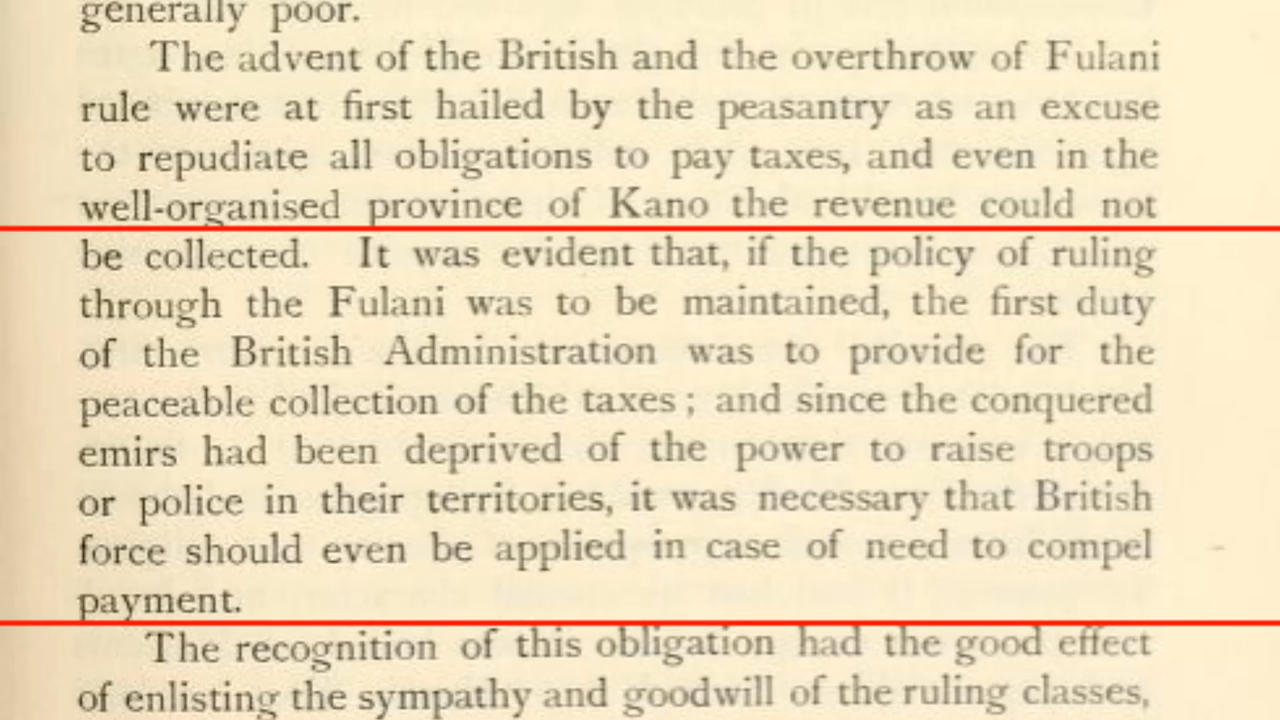 generally poor.
The advent of the British and the overthrow of Fulani
rule were at first hailed by the peasantry as an excuse
to repudiate all obligations to pay taxes, and even in the
well-organised province of Kano the revenue could not
be collected. It was evident that, if the policy of ruling
through the Fulani was to be maintained, the first duty
of the British Administration was to provide for the
peaceable collection of the taxes; and since the conquered
emirs had been deprived of the power to raise troops
or police in their territories, it was necessary that British
force should even be applied in case of need to compel
payment.
The recognition of this obligation had the good effect
of enlisting the sympathy and goodwill of the ruling classes,